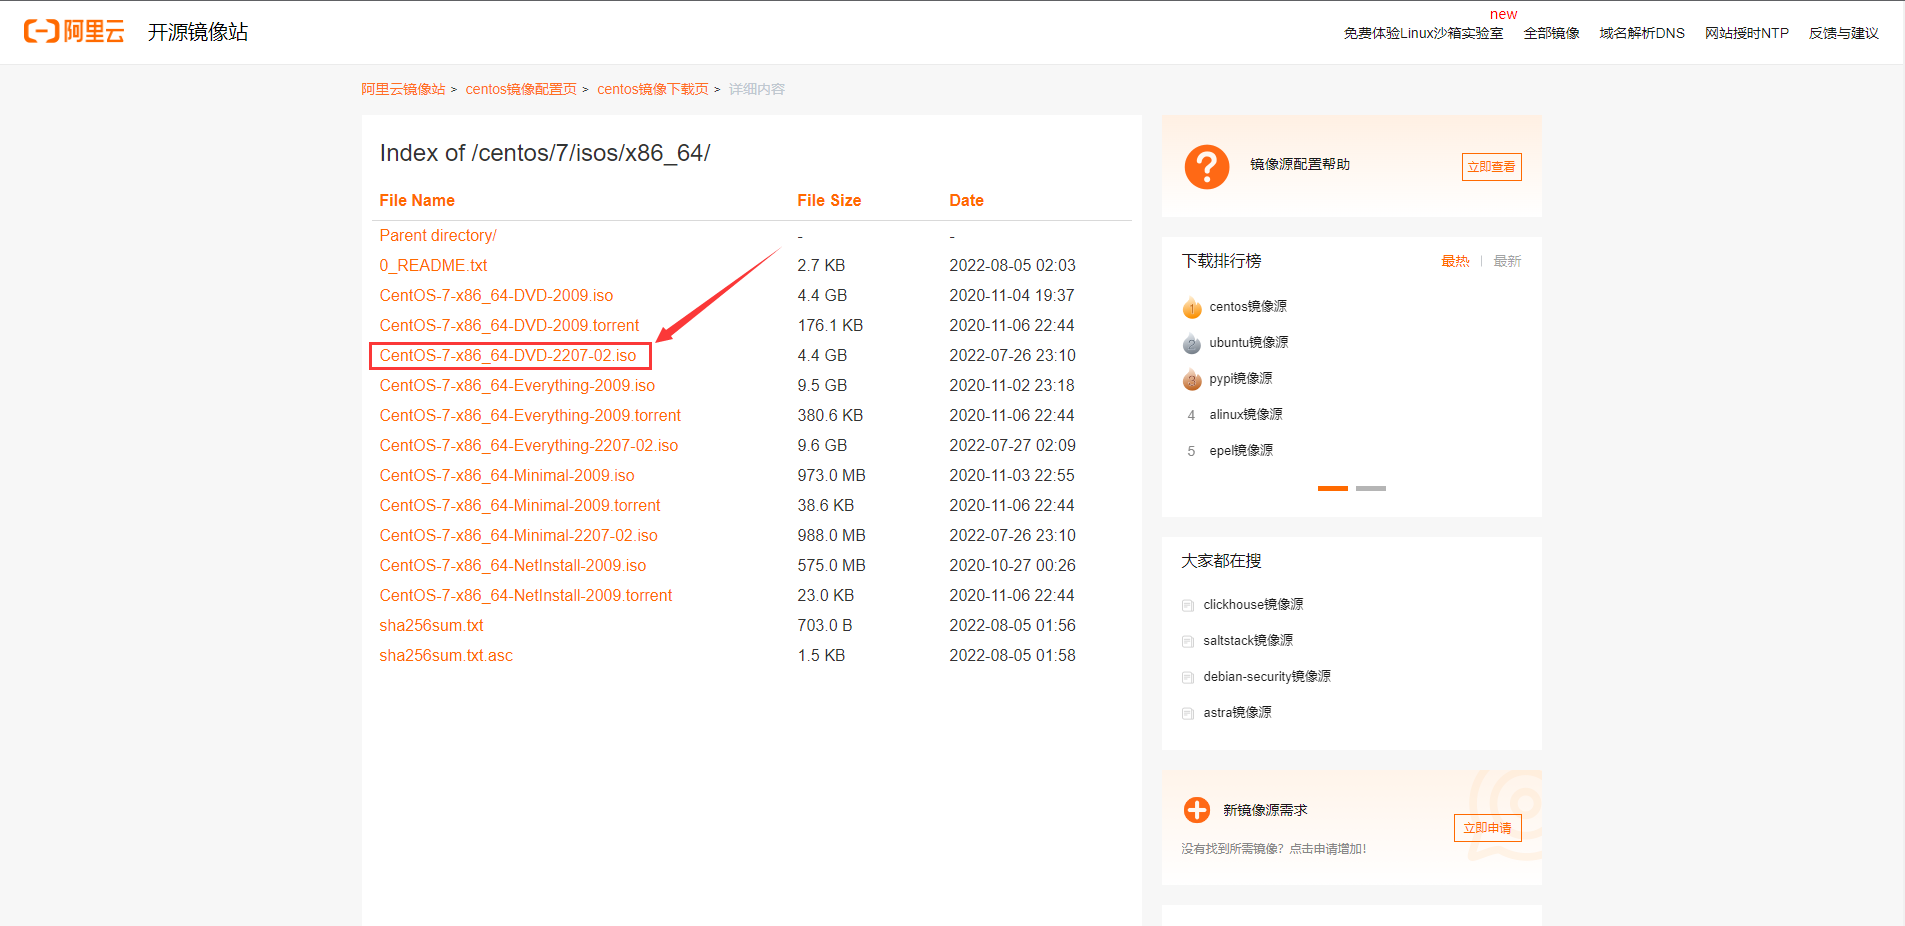 阿里云 开源镜像站
new
免费体验Linux沙箱实验室 全部镜像 域名解析DNS 网站授时NTP 反馈与建议
阿里云镜像站 > centos镜像配置页 > centos镜像下载页 > 详细内容
Index of /centos/7/isos/x86_64/
File Name File Size Date
Parent directory/ - -
0_README.txt 2.7 KB 2022-08-05 02:03
CentOS-7-x86_64-DVD-2009.iso 4.4 GB 2020-11-04 19:37
CentOS-7-x86_64-DVD-2009.torrent 176.1 KB 2020-11-06 22:44
CentOS-7-x86_64-DVD-2207-02.iso 4.4 GB 2022-07-26 23:10
CentOS-7-x86_64-Everything-2009.iso 9.5 GB 2020-11-02 23:18
CentOS-7-x86_64-Everything-2009.torrent 380.6 KB 2020-11-06 22:44
CentOS-7-x86_64-Everything-2207-02.iso 9.6 GB 2022-07-27 02:09
CentOS-7-x86_64-Minimal-2009.iso 973.0 MB 2020-11-03 22:55
CentOS-7-x86_64-Minimal-2009.torrent 38.6 KB 2020-11-06 22:44
CentOS-7-x86_64-Minimal-2207-02.iso 988.0 MB 2022-07-26 23:10
CentOS-7-x86_64-NetInstall-2009.iso 575.0 MB 2020-10-27 00:26
CentOS-7-x86_64-NetInstall-2009.torrent 23.0 KB 2020-11-06 22:44
sha256sum.txt 703.0 B 2022-08-05 01:56
sha256sum.txt.asc 1.5 KB 2022-08-05 01:58
? 镜像源配置帮助 立即查看
下载排行榜 最热 | 最新
1 centos镜像源
2 ubuntu镜像源
3 pypi镜像源
4 alinux镜像源
5 epel镜像源
大家都在搜
clickhouse镜像源
saltstack镜像源
debian-security镜像源
astra镜像源
新镜像源需求
立即申请
没有找到所需镜像？点击申请增加！